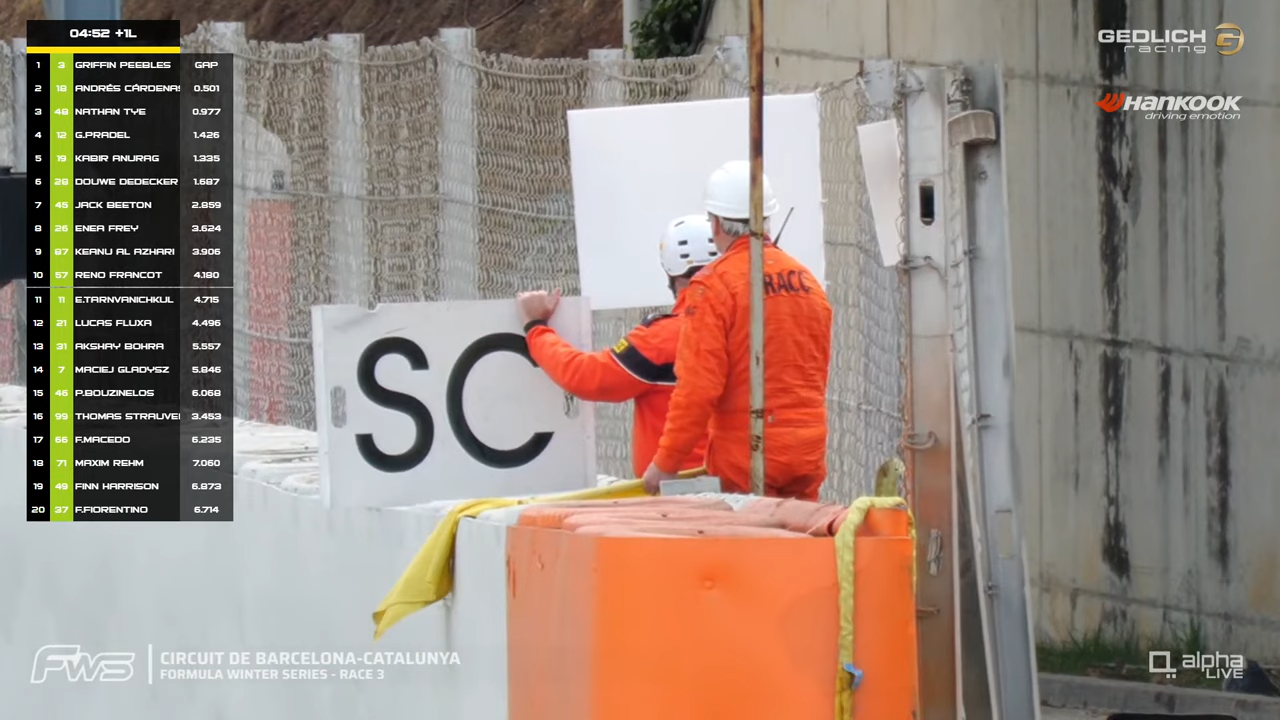 04:52 +1L
1 3 GRIFFIN PEEBLES GAP
2 18 ANDRÉS CÁRDENAS 0.501
3 48 NATHAN TYE 0.977
4 12 G.PRADEL 1.426
5 19 KABIR ANURAG 1.335
6 28 DOUWE DEDECKER 1.687
7 45 JACK BEETON 2.859
8 26 ENEA FREY 3.624
9 87 KEANU AL AZHARI 3.906
10 57 RENO FRANCOT 4.180
11 11 E.TARNVANICHKUL 4.715
12 21 LUCAS FLUXA 4.496
13 31 AKSHAY BOHRA 5.557
14 7 MACIEJ GLADYSZ 5.846
15 46 P.BOUZINELOS 6.068
16 99 THOMAS STRAUVEN 3.453
17 66 F.MACEDO 6.235
18 71 MAXIM REHM 7.060
19 49 FINN HARRISON 6.873
20 37 F.FIORENTINO 6.714
GEDLICH
racing
G
HANKOOK
driving emotion
RACC
SC
FWS
CIRCUIT DE BARCELONA-CATALUNYA
FORMULA WINTER SERIES - RACE 3
alpha
LIVE